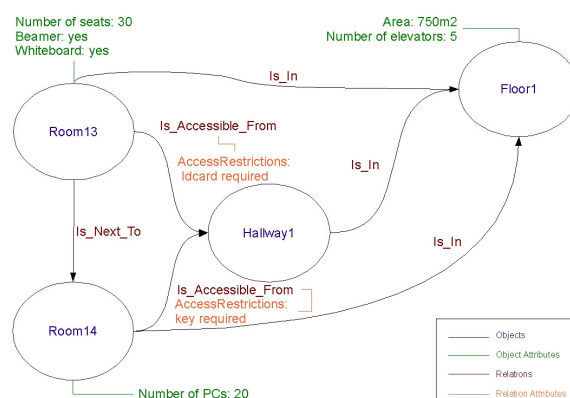 Number of seats: 30
Beamer: yes
Whiteboard: yes
Area: 750m2
Number of elevators: 5
Is_In
Floor1
Room13
Is_Accessible_From
AccessRestrictions:
Idcard required
Is_In
Is_Next_To
Hallway1
Is_In
Is_Accessible_From
AccessRestrictions:
key required
Room14
Number of PCs: 20
Objects
Object Attributes
Relations
Relation Attributes